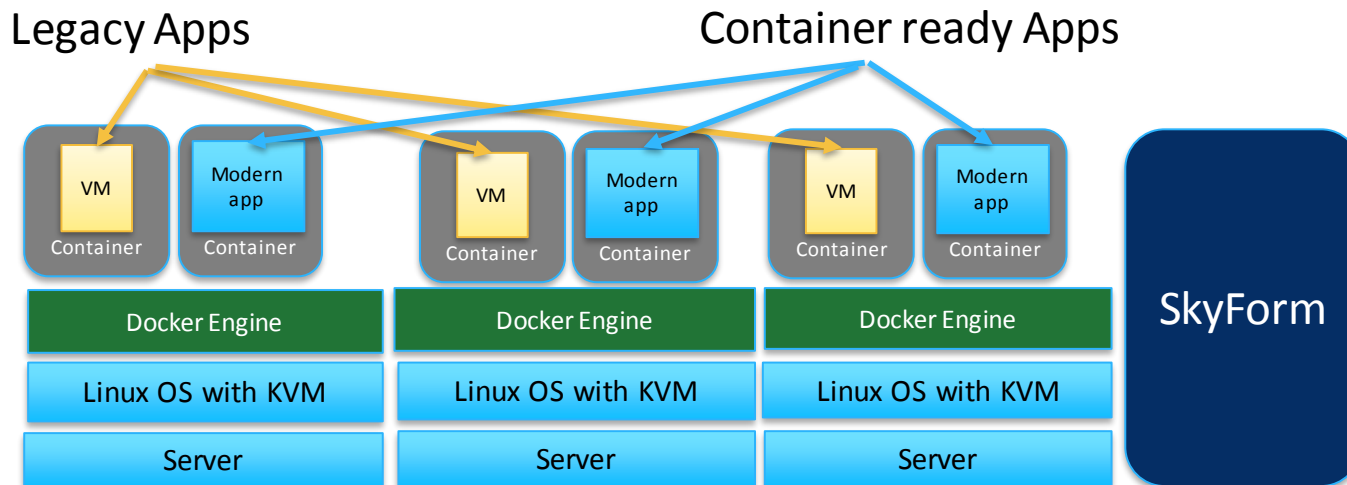 Legacy Apps
Container ready Apps
VM
Container
Modern
app
Container
VM
Container
Modern
app
Container
VM
Container
Modern
app
Container
Docker Engine
Docker Engine
Docker Engine
Linux OS with KVM
Linux OS with KVM
Linux OS with KVM
Server
Server
Server
SkyForm